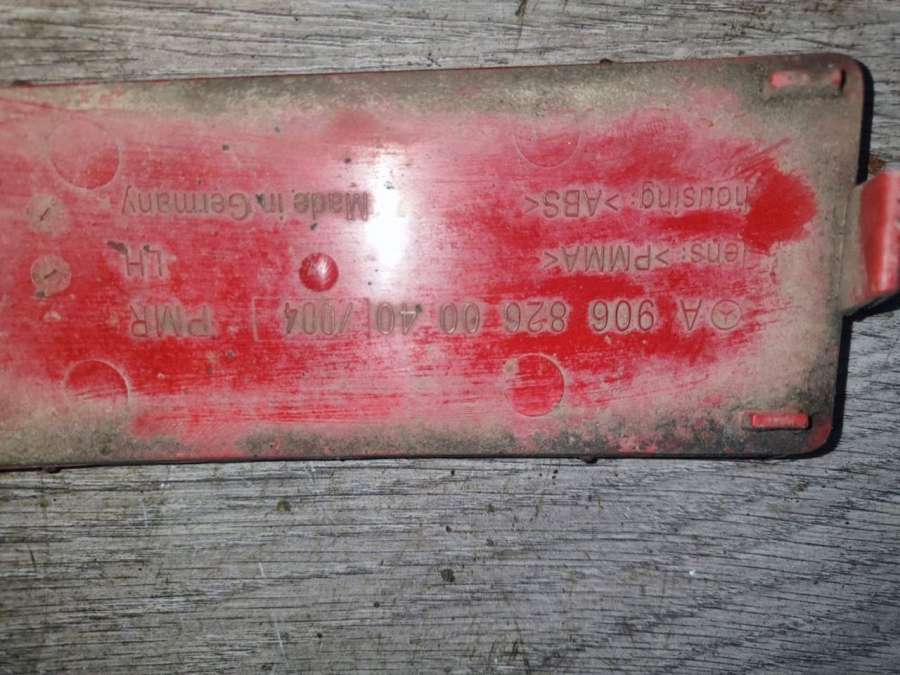 A 906 826 00 40 /004 PMR
lens: >PMMA< LH
housing: >ABS< Made in Germany